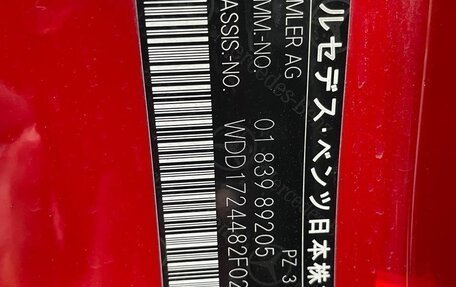 ルセデス・ベンツ日本株
MLER AG
PZ 3
MM.-NO. 01 839 89205
ASSIS-NO. WDD1724482F02